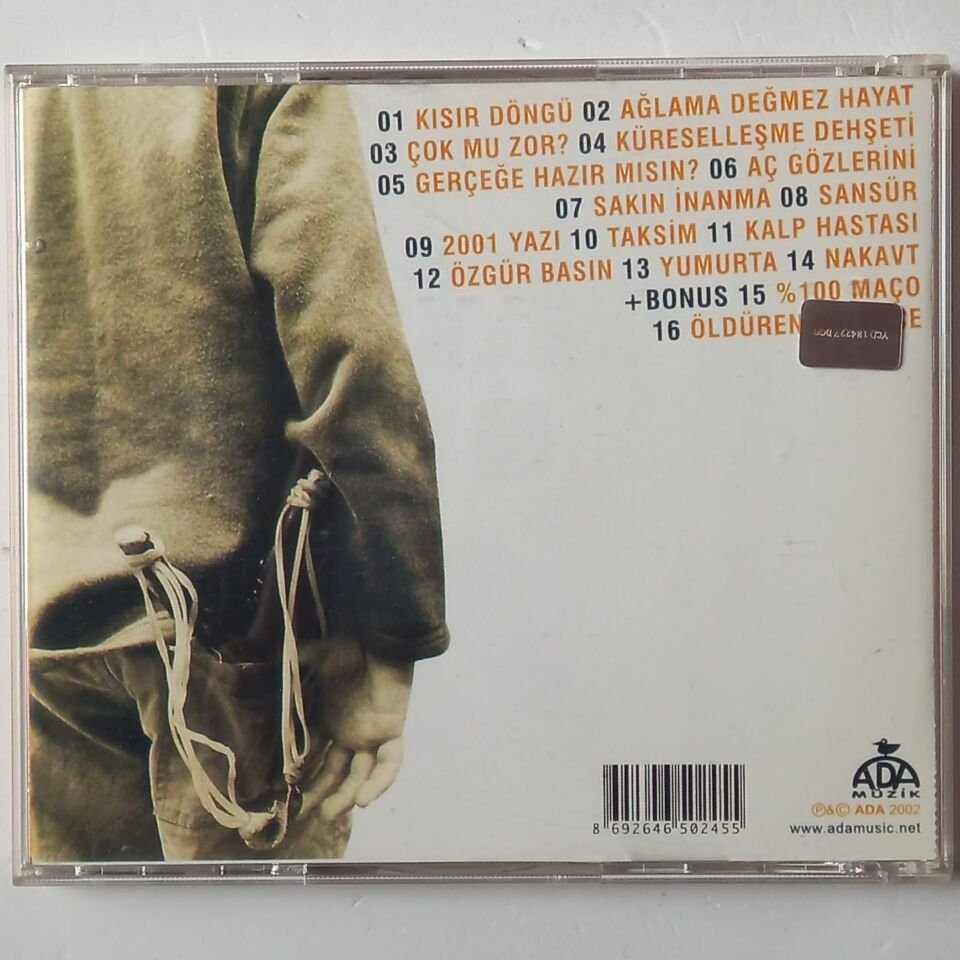 01 KISIR DÖNGÜ 02 AĞLAMA DEĞMEZ HAYAT
03 ÇOK MU ZOR? 04 KÜRESELLEŞME DEHŞETİ
05 GERÇEĞE HAZIR MISIN? 06 AÇ GÖZLERİNİ
07 SAKIN İNANMA 08 SANSÜR
09 2001 YAZI 10 TAKSİM 11 KALP HASTASI
12 ÖZGÜR BASIN 13 YUMURTA 14 NAKAVT
+BONUS 15 %100 MAÇO
16 ÖLDÜREN
ADA
MÜZİK
℗&© ADA 2002
www.adamusic.net
8 692646 502455